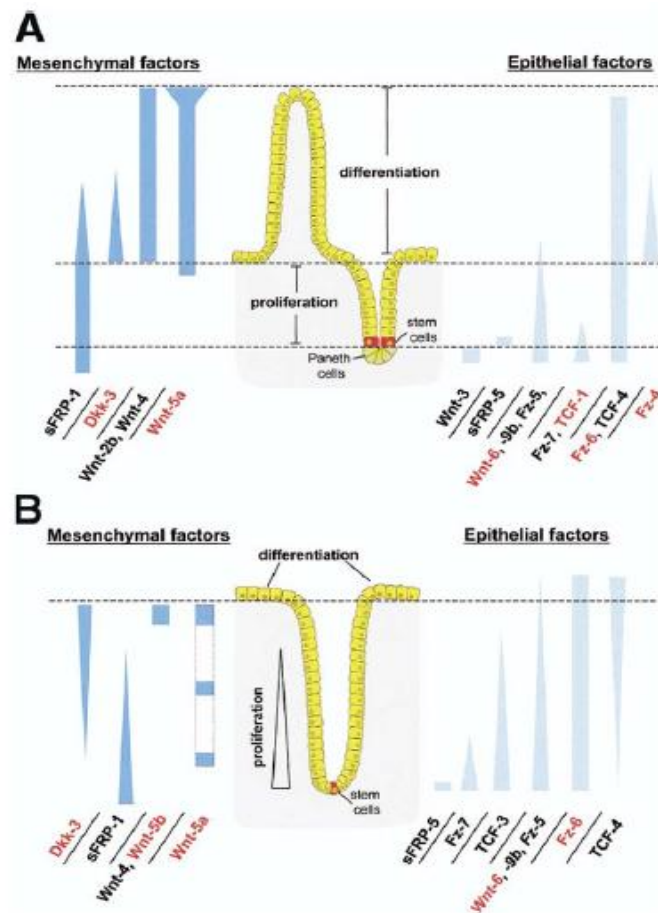 A
Mesenchymal factors
Epithelial factors
differentiation
proliferation
stem
cells
Paneth
cells
sFRP-1
Dkk-3
Wnt-2b, Wnt-4
Wnt-5a
Wnt-3
sFRP-5
Wnt-6, -9b, Fz-5,
Fz-7, TCF-1
Fz-6, TCF-4
Fz-4
B
Mesenchymal factors
Epithelial factors
differentiation
proliferation
stem
cells
Dkk-3
sFRP-1
Wnt-4, Wnt-5b
Wnt-5a
sFRP-5
Fz-7
TCF-3
Wnt-6, -9b, Fz-5
Fz-6
TCF-4